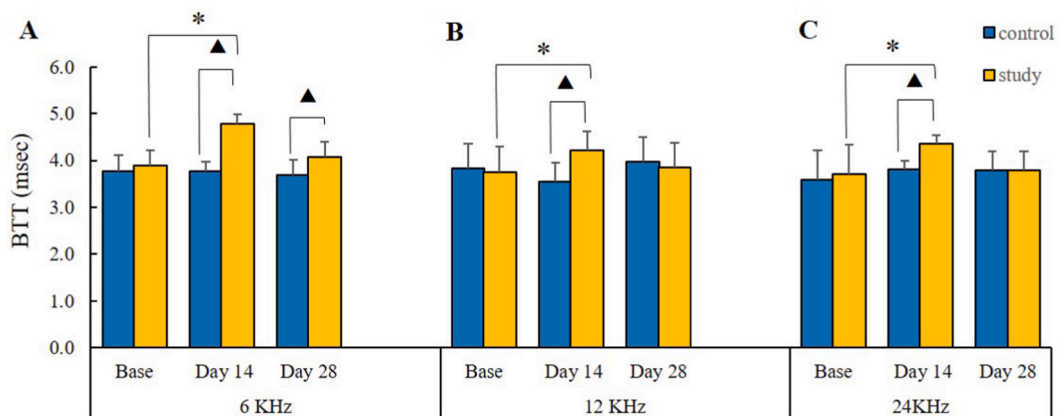 A
B
C
*
*
*
▲
▲
▲
▲
control
study
BTT (msec)
6.0
5.0
4.0
3.0
2.0
1.0
0.0
Base Day 14 Day 28 Base Day 14 Day 28 Base Day 14 Day 28
6 KHz 12 KHz 24KHz